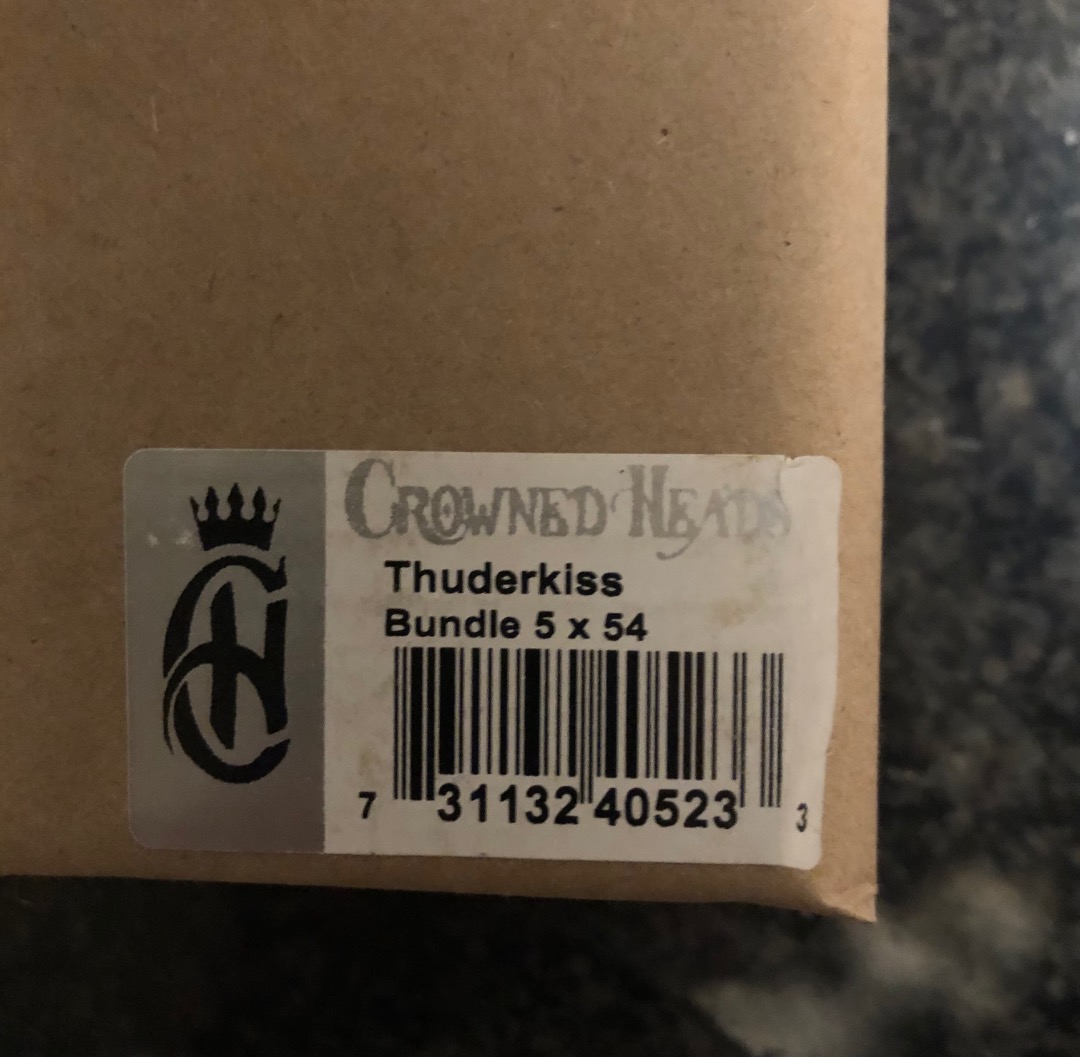 CROWNED HEADS
Thuderkiss
Bundle 5 x 54
7 31132 40523 3